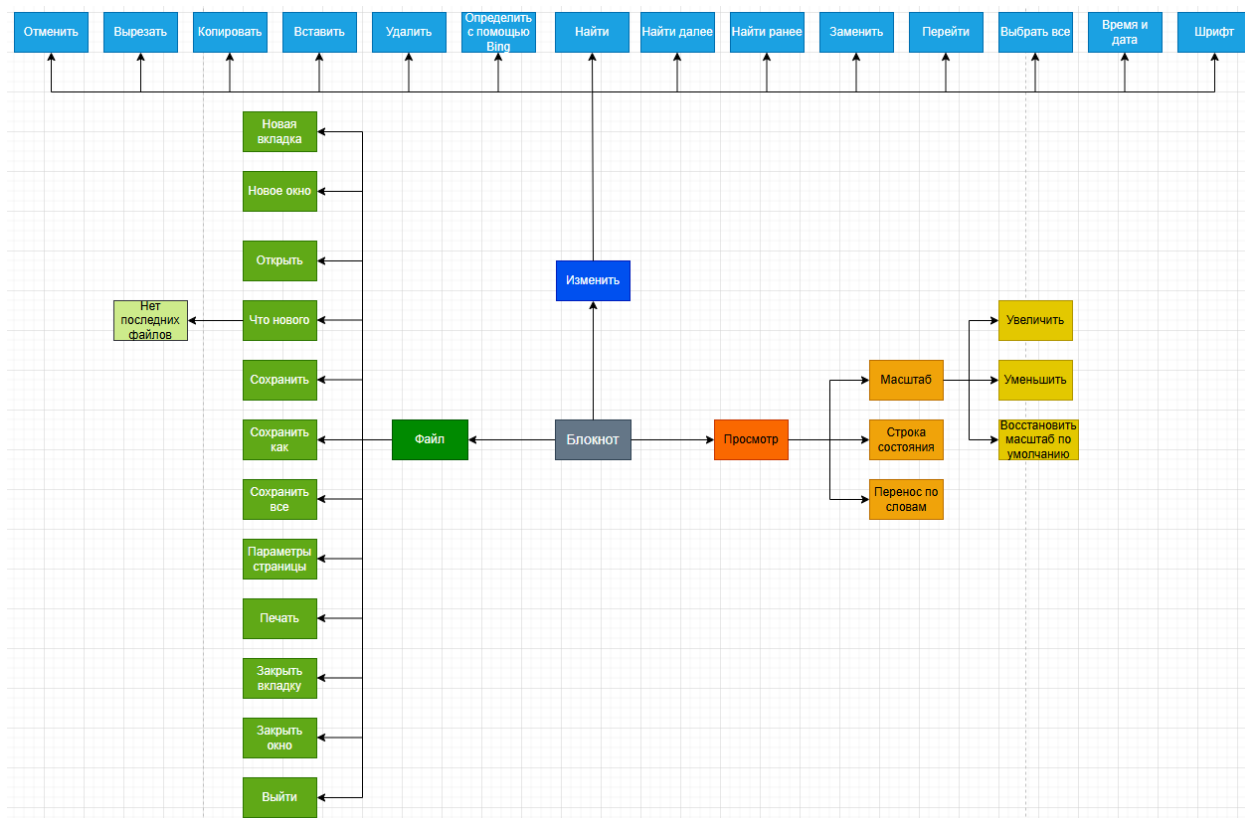 Отменить
Вырезать
Копировать
Вставить
Удалить
Определить
с помощью
Bing
Найти
Найти далее
Найти ранее
Заменить
Перейти
Выбрать все
Время и
дата
Шрифт
Новая
вкладка
Новое окно
Открыть
Что нового
Нет
последних
файлов
Сохранить
Сохранить
как
Сохранить
все
Параметры
страницы
Печать
Закрыть
вкладку
Закрыть
окно
Выйти
Файл
Блокнот
Изменить
Просмотр
Масштаб
Строка
состояния
Перенос по
словам
Увеличить
Уменьшить
Восстановить
масштаб по
умолчанию